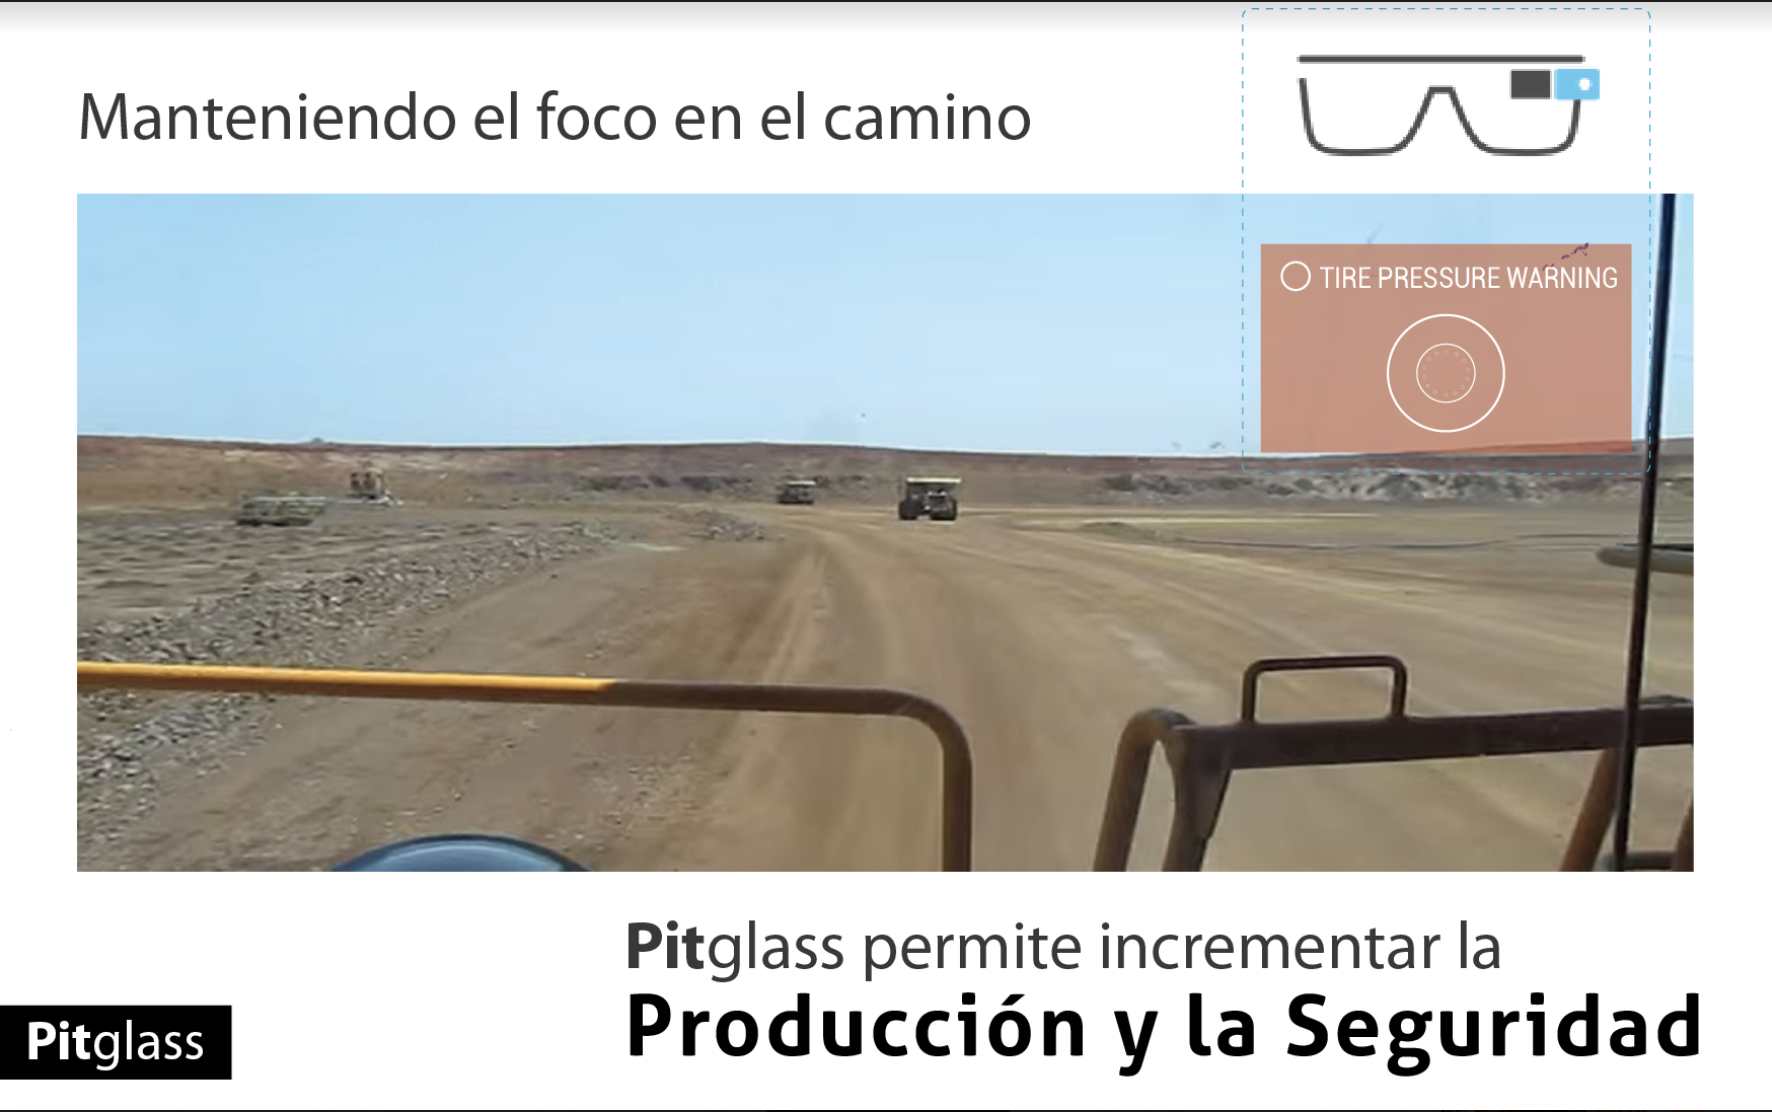 Manteniendo el foco en el camino
TIRE PRESSURE WARNING
Pitglass permite incrementar la
Producción y la Seguridad
Pitglass